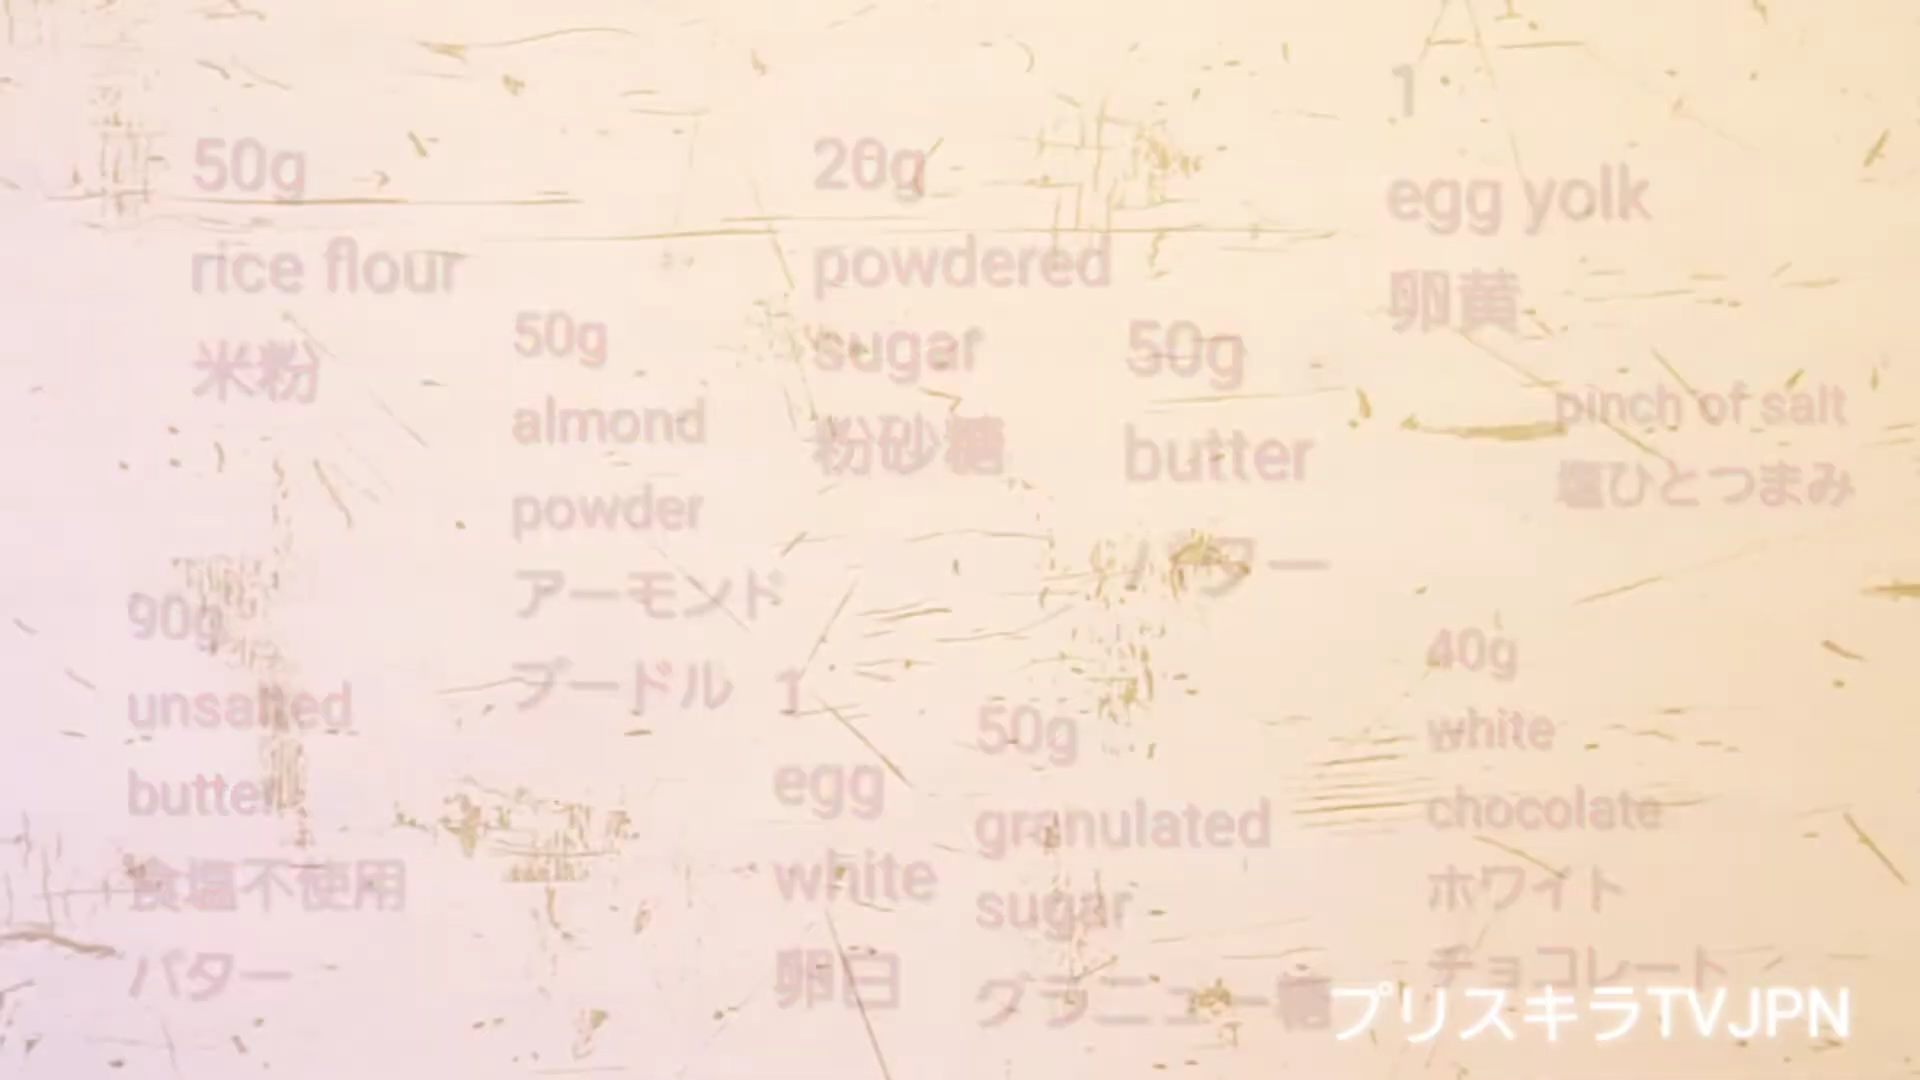 50g
rice flour
米粉
50g
almond
powder
アーモンド
プードル
20g
powdered
sugar
粉砂糖
50g
butter
バター
1
egg yolk
卵黄
pinch of salt
塩ひとつまみ
90g
unsalted
butter
食塩不使用
バター
1
egg
white
卵白
50g
granulated
sugar
グラニュー糖
40g
white
chocolate
ホワイト
チョコレート
プリスキラTVJPN